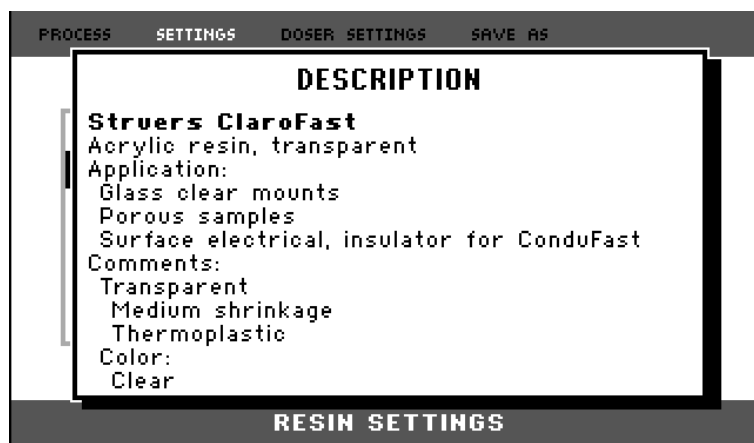 PROCESS SETTINGS DOSER SETTINGS SAVE AS
DESCRIPTION
Struers ClaroFast
Acrylic resin, transparent
Application:
Glass clear mounts
Porous samples
Surface electrical, insulator for ConduFast
Comments:
Transparent
Medium shrinkage
Thermoplastic
Color:
Clear
RESIN SETTINGS